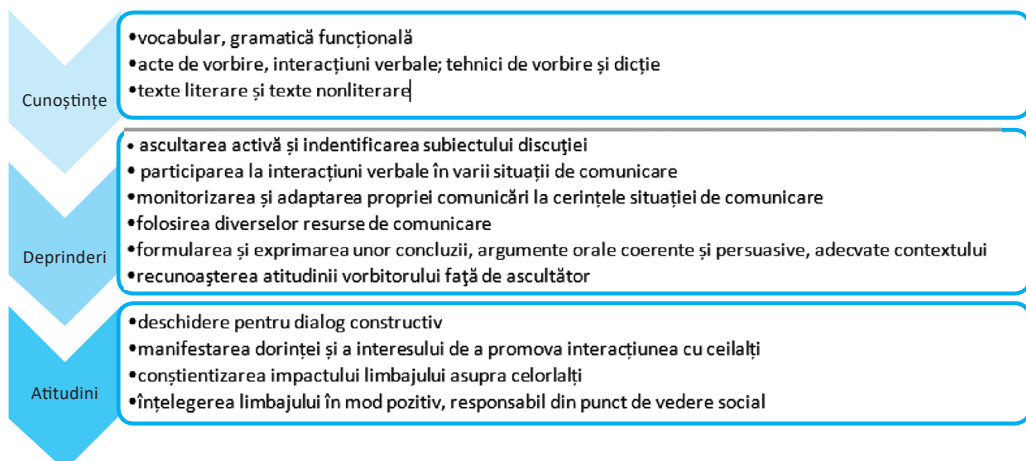 Cunoștințe
•vocabular, gramatică funcțională
•acte de vorbire, interacțiuni verbale; tehnici de vorbire și dicție
•texte literare și texte nonliterare
Deprinderi
• ascultarea activă și indentificarea subiectului discuției
• participarea la interacțiuni verbale în varii situații de comunicare
•monitorizarea și adaptarea propriei comunicări la cerințele situației de comunicare
•folosirea diverselor resurse de comunicare
•formularea și exprimarea unor concluzii, argumente orale coerente și persuasive, adecvate contextului
•recunoaşterea atitudinii vorbitorului faţă de ascultător
Atitudini
•deschidere pentru dialog constructiv
•manifestarea dorinței și a interesului de a promova interacțiunea cu ceilalți
•conștientizarea impactului limbajului asupra celorlalți
•înțelegerea limbajului în mod pozitiv, responsabil din punct de vedere social